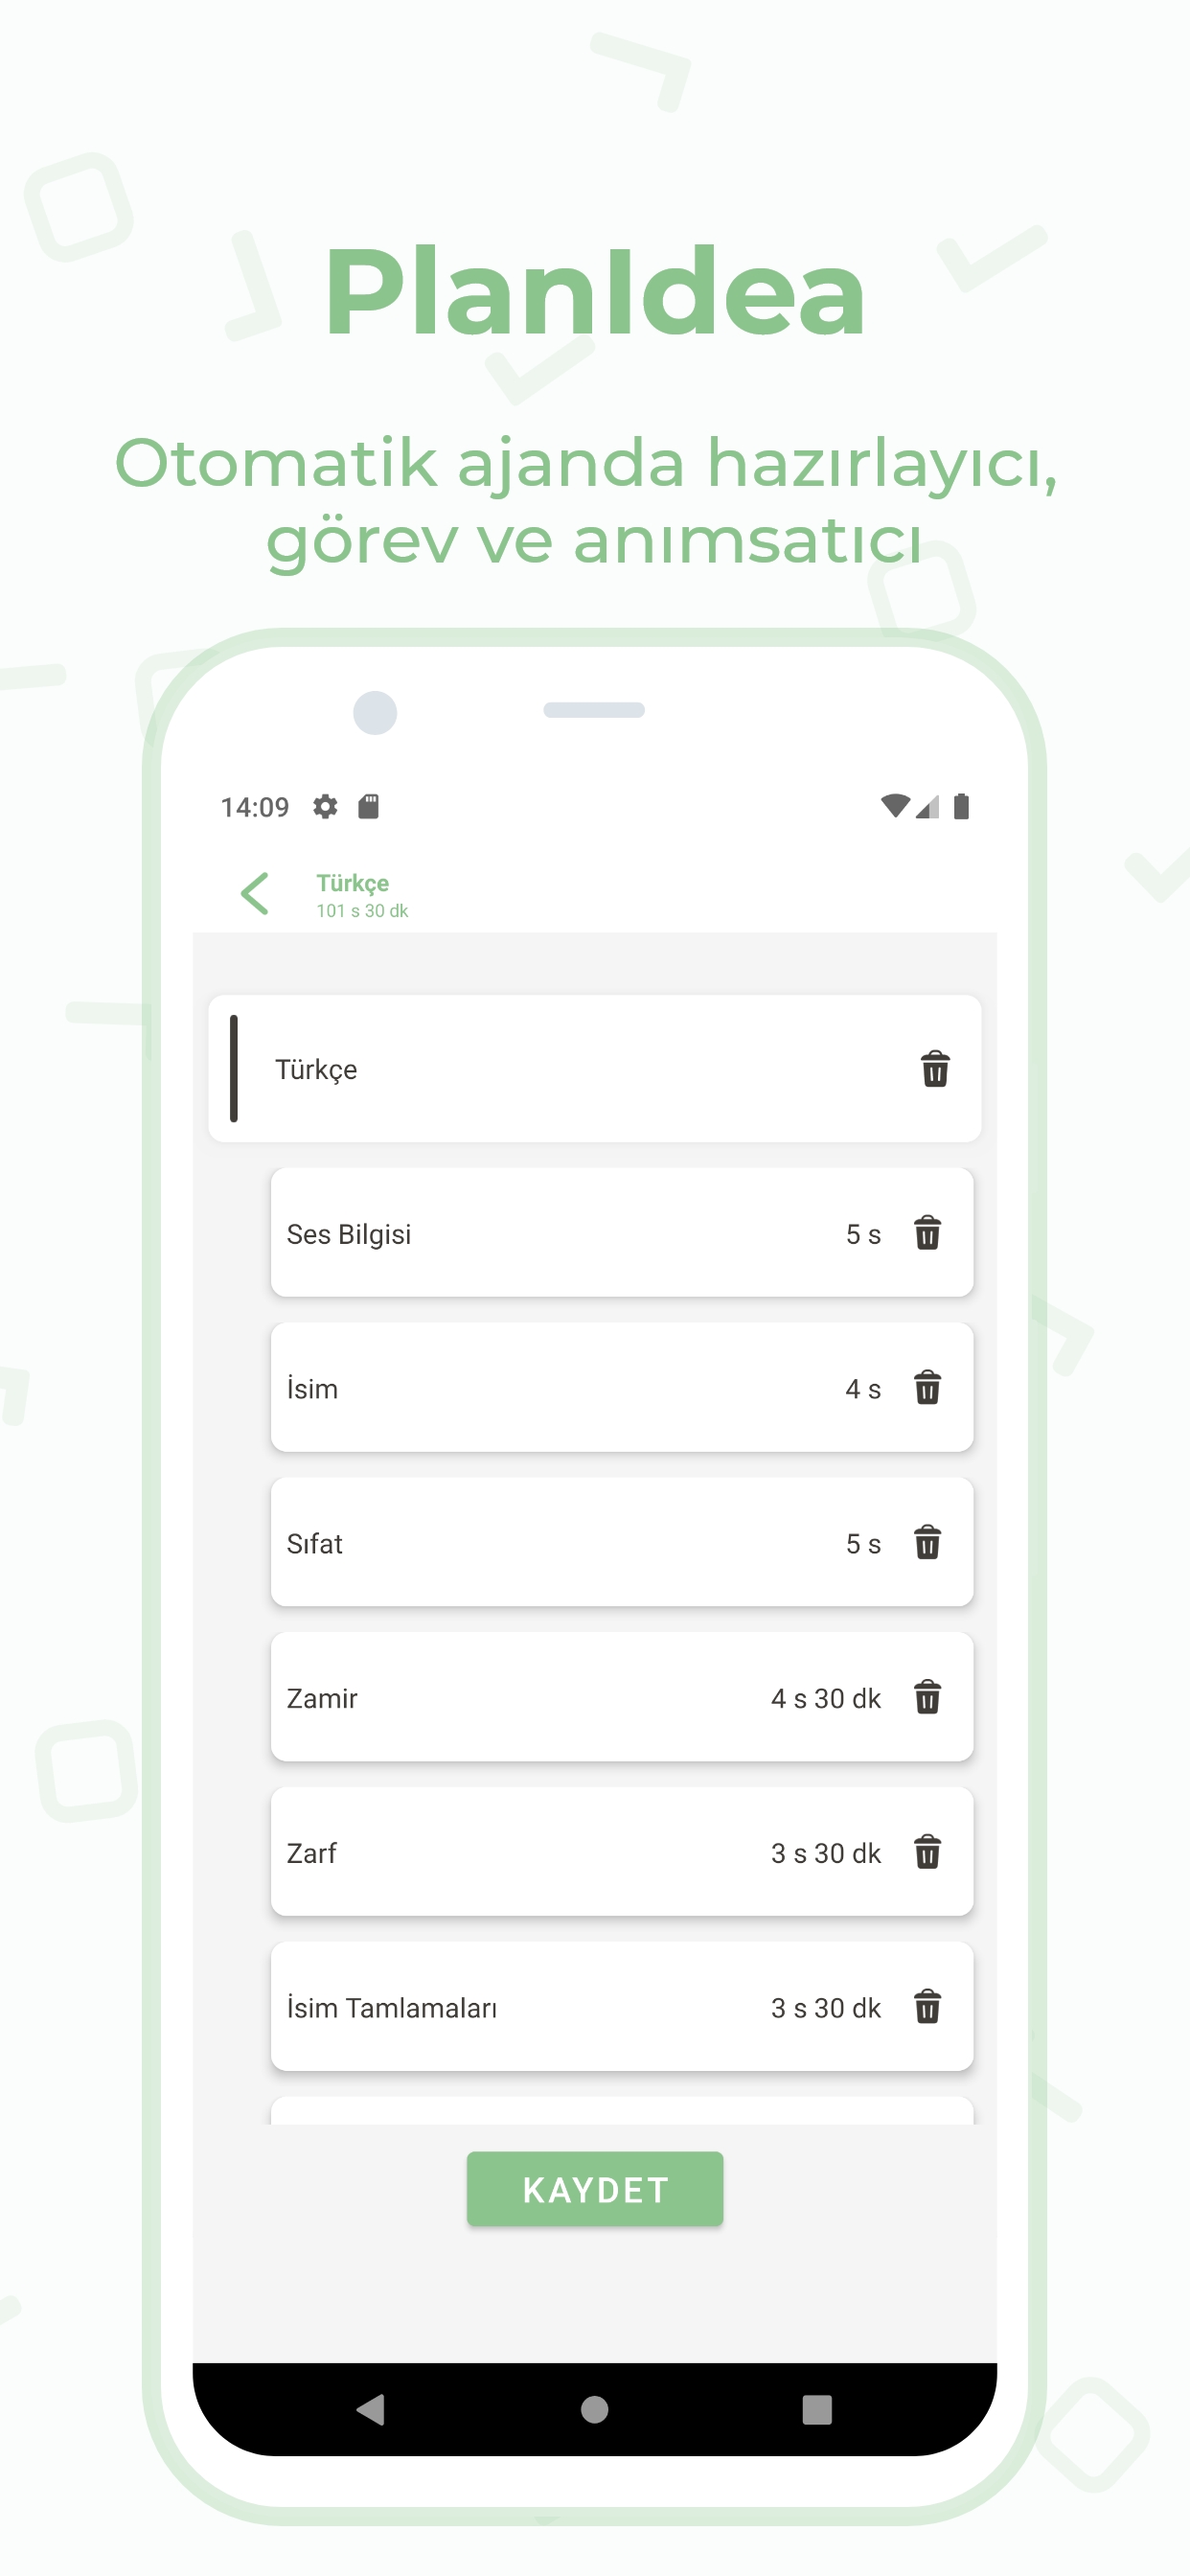 PlanIdea
Otomatik ajanda hazırlayıcı,
görev ve anımsatıcı
14:09
Türkçe
101 s 30 dk
Türkçe
Ses Bilgisi 5 s
İsim 4 s
Sıfat 5 s
Zamir 4 s 30 dk
Zarf 3 s 30 dk
İsim Tamlamaları 3 s 30 dk
KAYDET